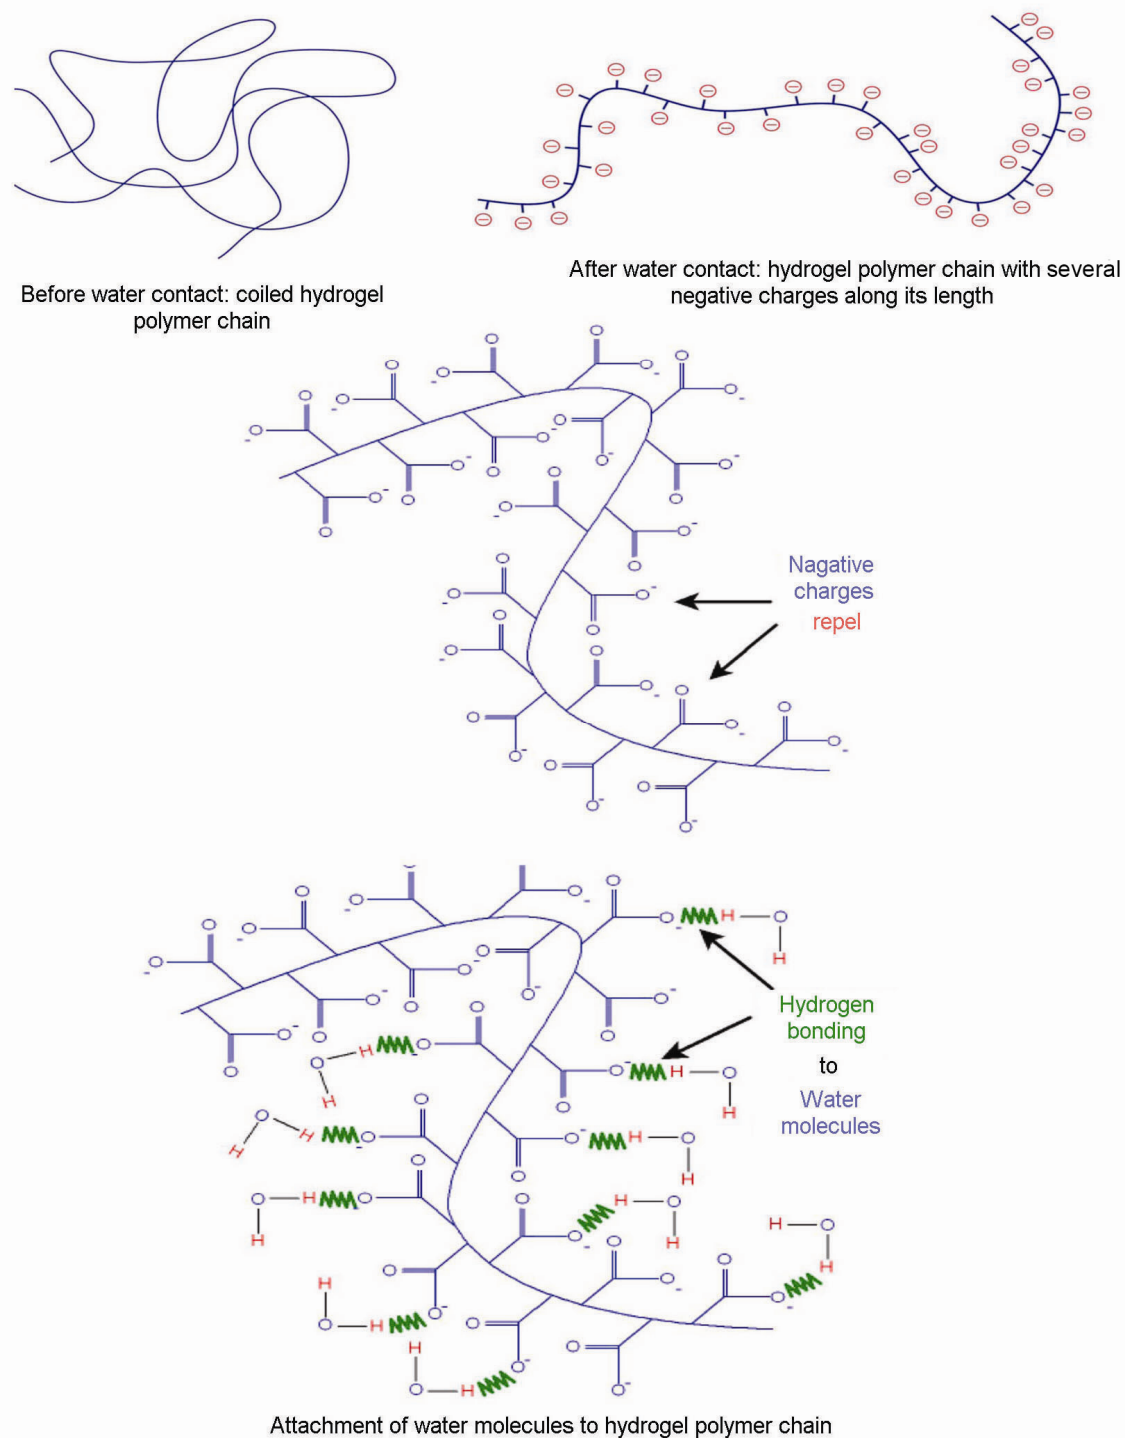 Before water contact: coiled hydrogel
polymer chain
After water contact: hydrogel polymer chain with several
negative charges along its length
Nagative
charges
repel
Hydrogen
bonding
to
Water
molecules
Attachment of water molecules to hydrogel polymer chain